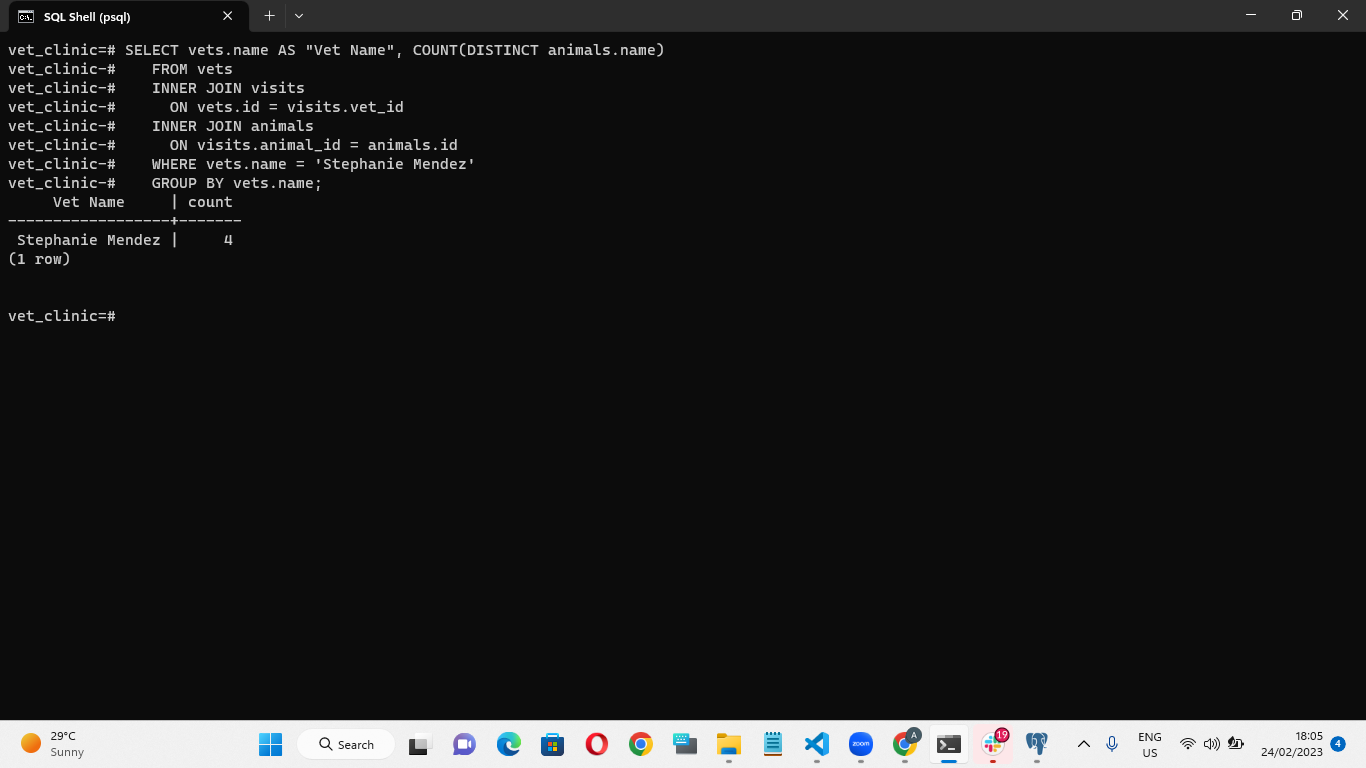 SQL Shell (psql)
vet_clinic=# SELECT vets.name AS "Vet Name", COUNT(DISTINCT animals.name)
vet_clinic-#    FROM vets
vet_clinic-#    INNER JOIN visits
vet_clinic-#      ON vets.id = visits.vet_id
vet_clinic-#    INNER JOIN animals
vet_clinic-#      ON visits.animal_id = animals.id
vet_clinic-#    WHERE vets.name = 'Stephanie Mendez'
vet_clinic-#    GROUP BY vets.name;
     Vet Name     | count
------------------+-------
 Stephanie Mendez |     4
(1 row)
vet_clinic=#
29°C
Sunny
Search
zoom
A
19
ENG
US
18:05
24/02/2023
4